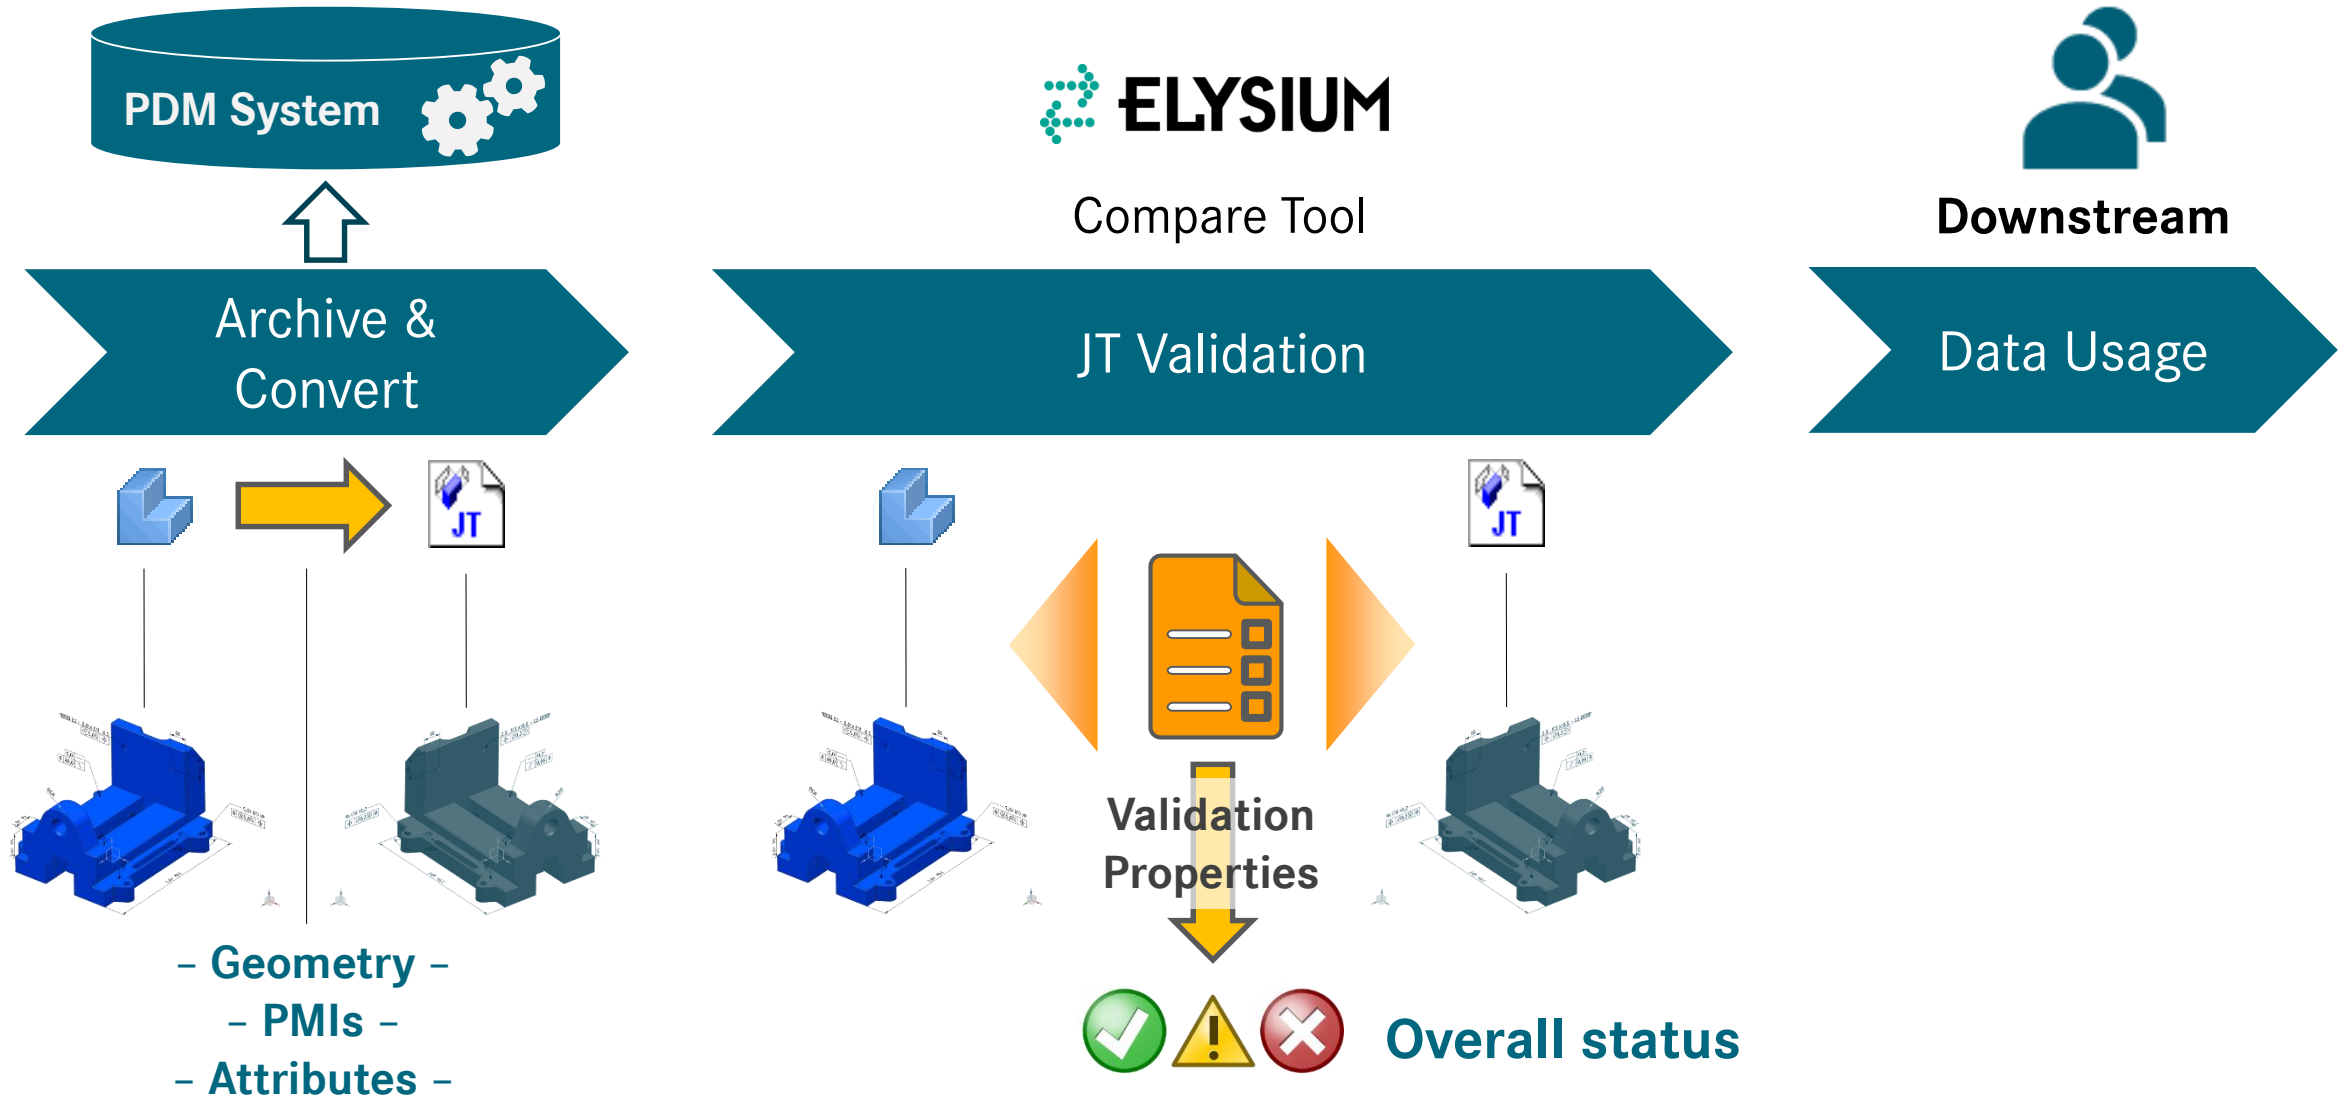 PDM System
ELYSIUM
Compare Tool
Downstream
Archive &
Convert
JT Validation
Data Usage
JT
JT
Validation
Properties
– Geometry –
– PMIs –
– Attributes –
Overall status